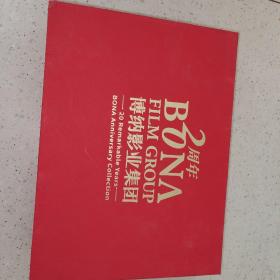 20周年
BONA
FILM GROUP
博纳影业集团
20 Remarkable Years
BONA Anniversary Collection